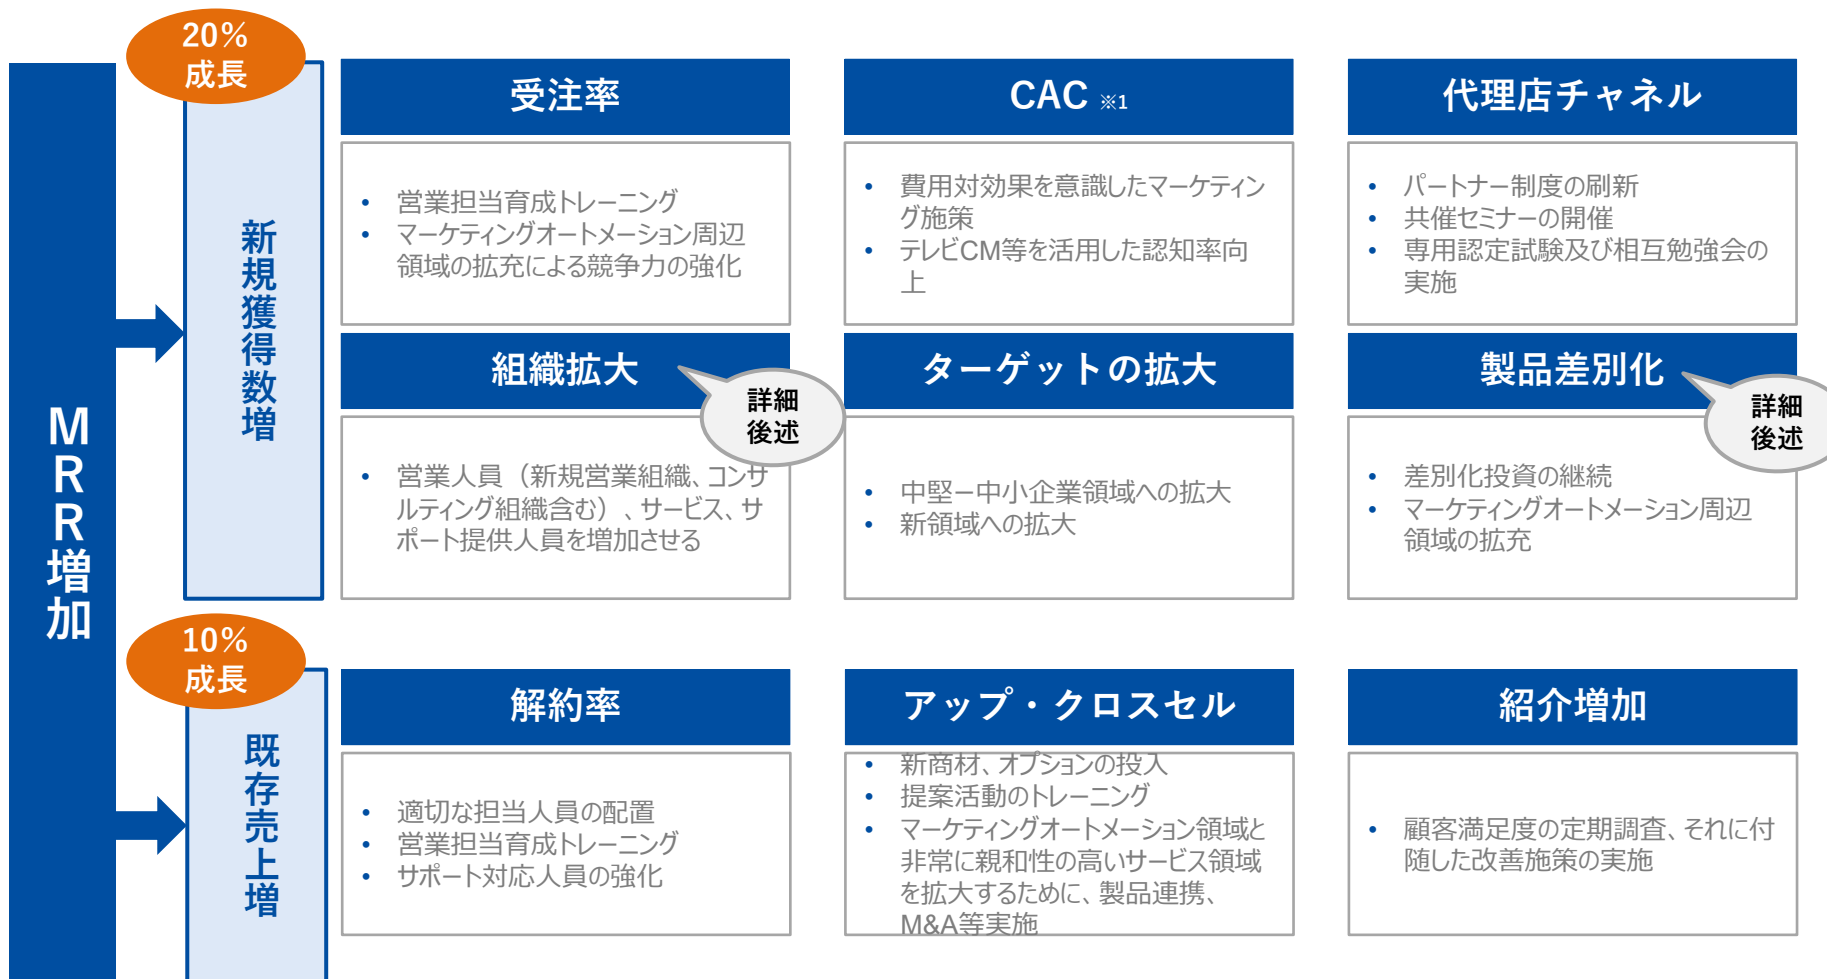 MRR増加
20%
成長
新規獲得数増
受注率
• 営業担当育成トレーニング
• マーケティングオートメーション周辺
領域の拡充による競争力の強化
CAC ※1
• 費用対効果を意識したマーケティン
グ施策
• テレビCM等を活用した認知率向
上
代理店チャネル
• パートナー制度の刷新
• 共催セミナーの開催
• 専用認定試験及び相互勉強会の
実施
組織拡大
詳細
後述
• 営業人員（新規営業組織、コンサ
ルティング組織含む）、サービス、サ
ポート提供人員を増加させる
ターゲットの拡大
• 中堅－中小企業領域への拡大
• 新領域への拡大
製品差別化
詳細
後述
• 差別化投資の継続
• マーケティングオートメーション周辺
領域の拡充
10%
成長
既存売上増
解約率
• 適切な担当人員の配置
• 営業担当育成トレーニング
• サポート対応人員の強化
アップ・クロスセル
• 新商材、オプションの投入
• 提案活動のトレーニング
• マーケティングオートメーション領域と
非常に親和性の高いサービス領域
を拡大するために、製品連携、
M&A等実施
紹介増加
• 顧客満足度の定期調査、それに付
随した改善施策の実施